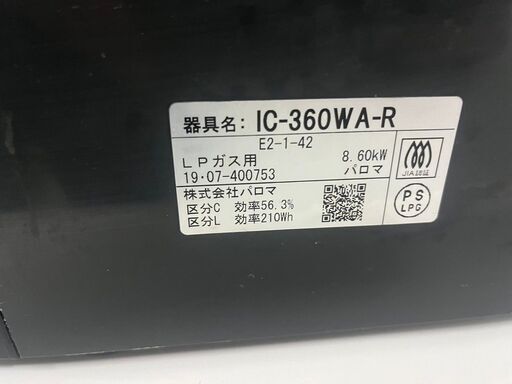 器具名: IC-360WA-R
E2-1-42
LPガス用 8.60kW
19・07-400753 パロマ
株式会社パロマ
区分C 効率56.3%
区分L 効率210Wh
JIA認証
PS
LPG